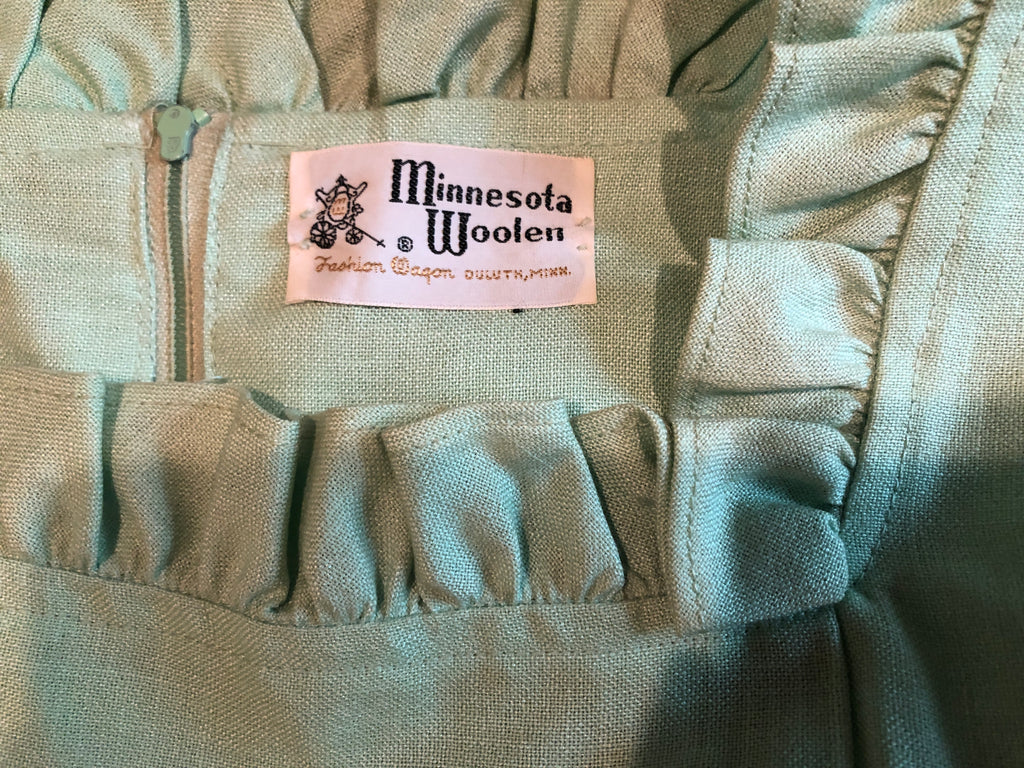 Minnesota
Woolen
®
Fashion Wagon DULUTH, MINN.